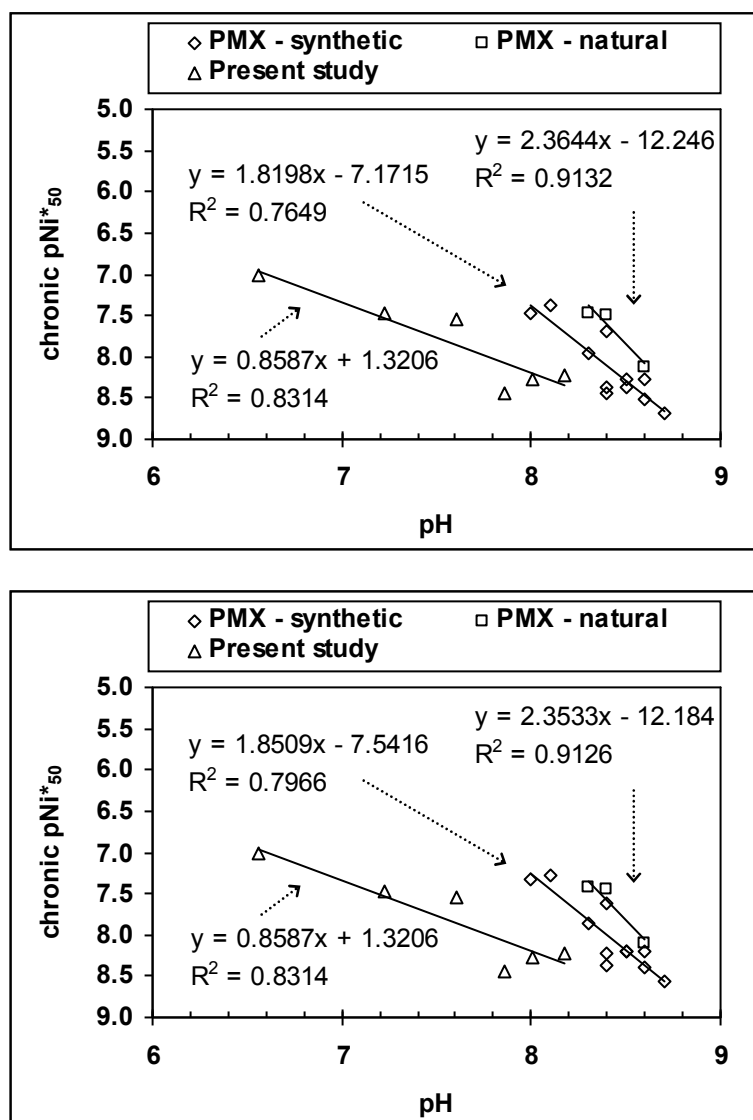 PMX - synthetic PMX - natural
Present study
5.0
5.5
6.0
6.5
7.0
7.5
8.0
8.5
9.0
chronic pNi*50
y = 2.3644x - 12.246
R2 = 0.9132
y = 1.8198x - 7.1715
R2 = 0.7649
y = 0.8587x + 1.3206
R2 = 0.8314
6 7 8 9
pH
PMX - synthetic PMX - natural
Present study
5.0
5.5
6.0
6.5
7.0
7.5
8.0
8.5
9.0
chronic pNi*50
y = 2.3533x - 12.184
R2 = 0.9126
y = 1.8509x - 7.5416
R2 = 0.7966
y = 0.8587x + 1.3206
R2 = 0.8314
6 7 8 9
pH